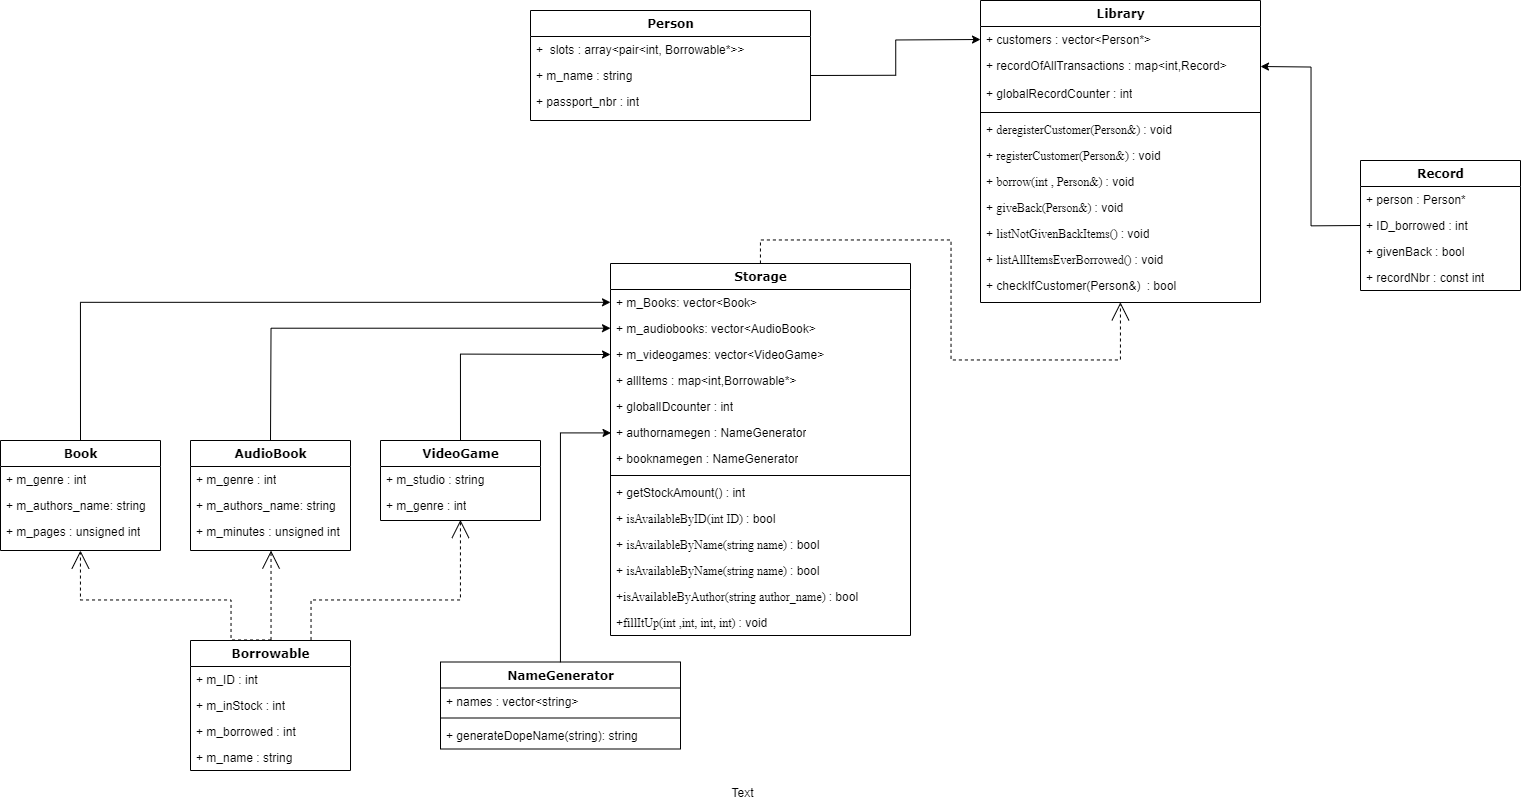 Person
+  slots : array<pair<int, Borrowable*>>
+ m_name : string
+ passport_nbr : int
Library
+ customers : vector<Person*>
+ recordOfAllTransactions : map<int,Record>
+ globalRecordCounter : int
+ deregisterCustomer(Person&) : void
+ registerCustomer(Person&) : void
+ borrow(int , Person&) : void
+ giveBack(Person&) : void
+ listNotGivenBackItems() : void
+ listAllItemsEverBorrowed() : void
+ checkIfCustomer(Person&)  : bool
Record
+ person : Person*
+ ID_borrowed : int
+ givenBack : bool
+ recordNbr : const int
Storage
+ m_Books: vector<Book>
+ m_audiobooks: vector<AudioBook>
+ m_videogames: vector<VideoGame>
+ allItems : map<int,Borrowable*>
+ globalIDcounter : int
+ authornamegen : NameGenerator
+ booknamegen : NameGenerator
+ getStockAmount() : int
+ isAvailableByID(int ID) : bool
+ isAvailableByName(string name) : bool
+ isAvailableByName(string name) : bool
+isAvailableByAuthor(string author_name) : bool
+fillItUp(int ,int, int, int) : void
Book
+ m_genre : int
+ m_authors_name: string
+ m_pages : unsigned int
AudioBook
+ m_genre : int
+ m_authors_name: string
+ m_minutes : unsigned int
VideoGame
+ m_studio : string
+ m_genre : int
Borrowable
+ m_ID : int
+ m_inStock : int
+ m_borrowed : int
+ m_name : string
NameGenerator
+ names : vector<string>
+ generateDopeName(string): string
Text